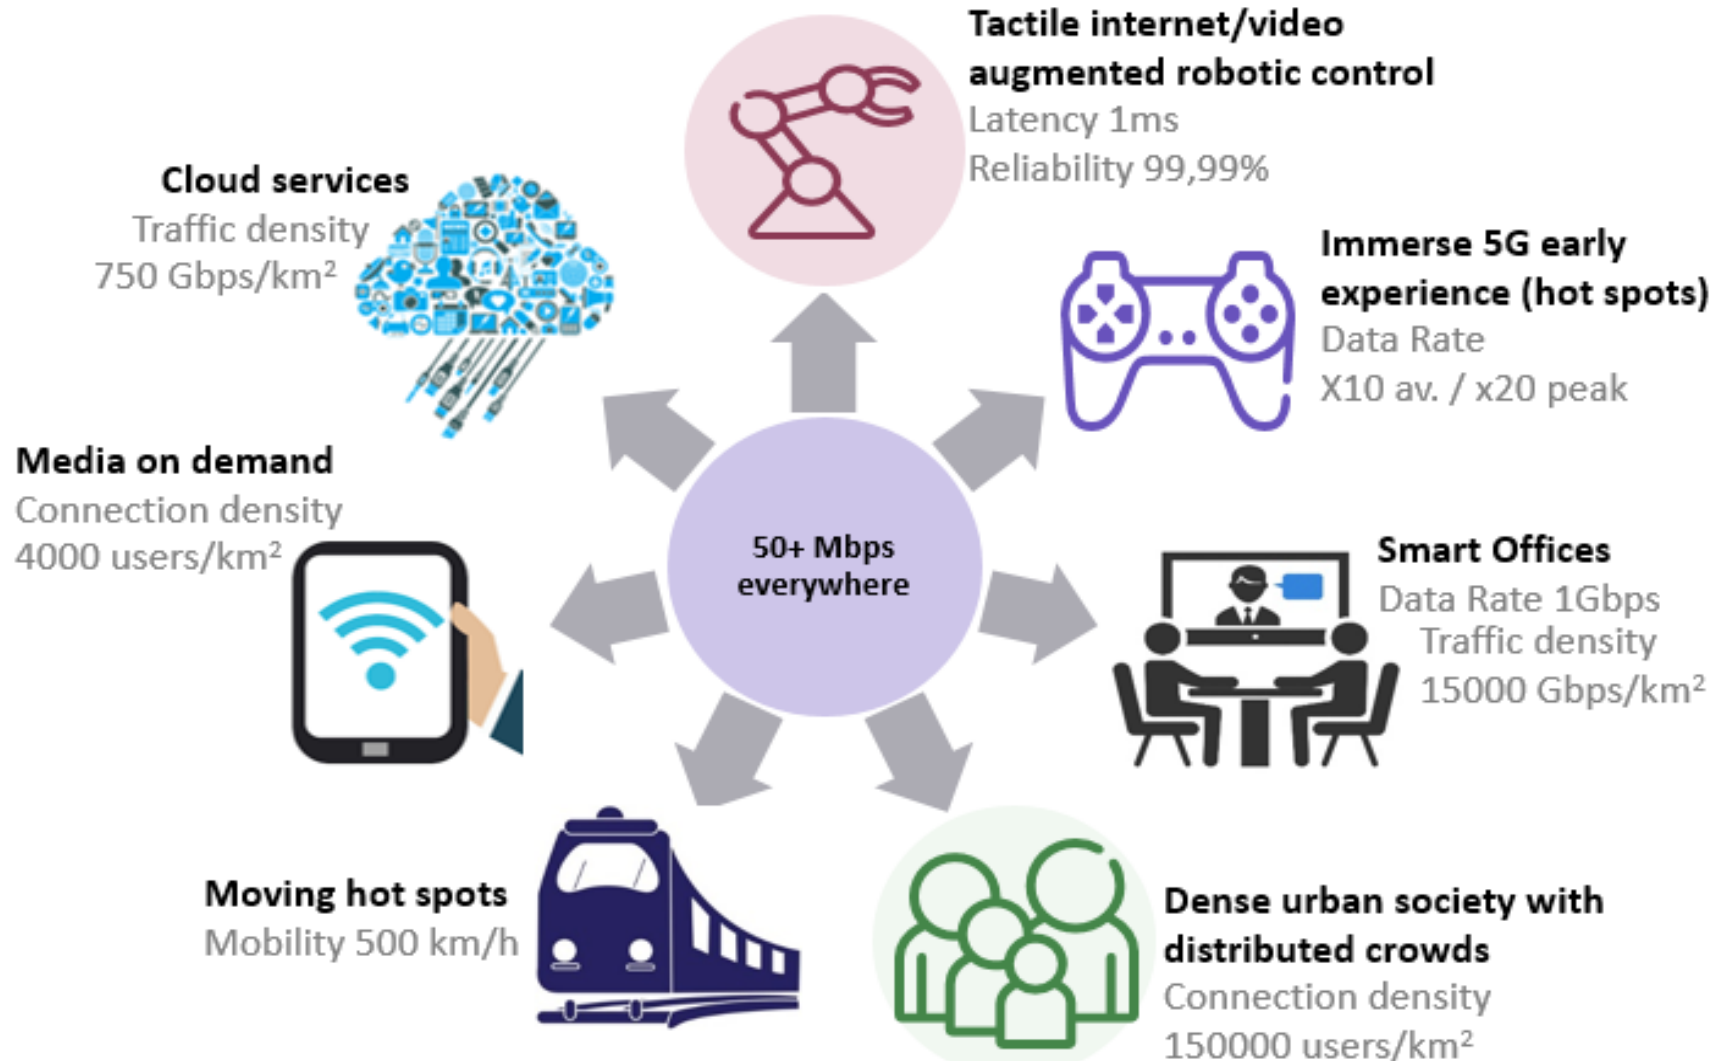 Tactile internet/video
augmented robotic control
Latency 1ms
Reliability 99,99%
Cloud services
Traffic density
750 Gbps/km²
Immerse 5G early
experience (hot spots)
Data Rate
X10 av. / x20 peak
Media on demand
Connection density
4000 users/km²
50+ Mbps
everywhere
Smart Offices
Data Rate 1Gbps
Traffic density
15000 Gbps/km²
Moving hot spots
Mobility 500 km/h
Dense urban society with
distributed crowds
Connection density
150000 users/km²